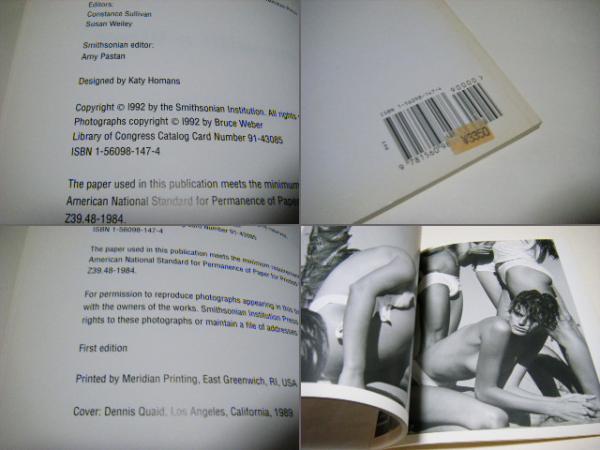 Editors:
Constance Sullivan
Susan Weiley
Smithsonian editor:
Amy Pastan
Designed by Katy Homans
Copyright © 1992 by the Smithsonian Institution. All rights
Photographs copyright © 1992 by Bruce Weber
Library of Congress Catalog Card Number 91-43085
ISBN 1-56098-147-4
The paper used in this publication meets the minimum
American National Standard for Permanence of Paper
Z39.48-1984.
ISBN 1-56098-147-4
90000>
9 781560 9
¥3350
ISBN 1-56098-147-4
Number 91-43085
The paper used in this publication meets the minimum
American National Standard for Permanence of Paper for
Z39.48-1984.
For permission to reproduce photographs appearing in this
with the owners of the works. Smithsonian Institution Press
rights to these photographs or maintain a file of addresses
First edition
Printed by Meridian Printing, East Greenwich, RI, USA
Cover: Dennis Quaid, Los Angeles, California, 1989